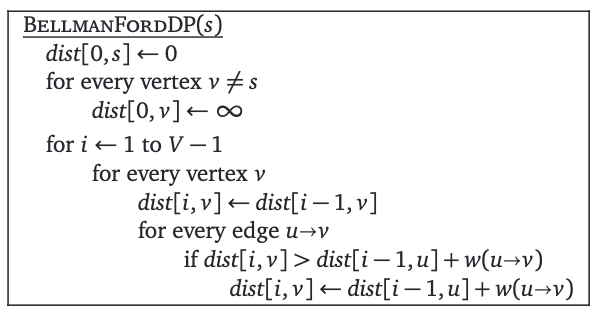 BELLMANFORDDP(s)
dist[0,s] ← 0
for every vertex v ≠ s
dist[0,v] ← ∞
for i ← 1 to V − 1
for every vertex v
dist[i,v] ← dist[i−1,v]
for every edge u→v
if dist[i,v] > dist[i−1,u] + w(u→v)
dist[i,v] ← dist[i−1,u] + w(u→v)